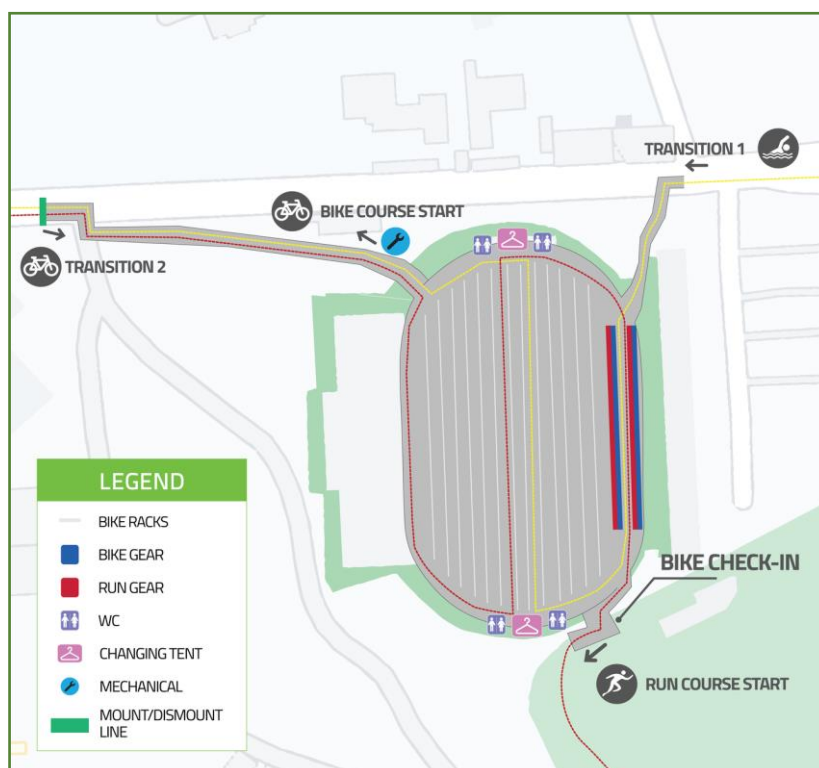 TRANSITION 1
BIKE COURSE START
TRANSITION 2
BIKE CHECK-IN
RUN COURSE START
LEGEND
BIKE RACKS
BIKE GEAR
RUN GEAR
WC
CHANGING TENT
MECHANICAL
MOUNT/DISMOUNT
LINE